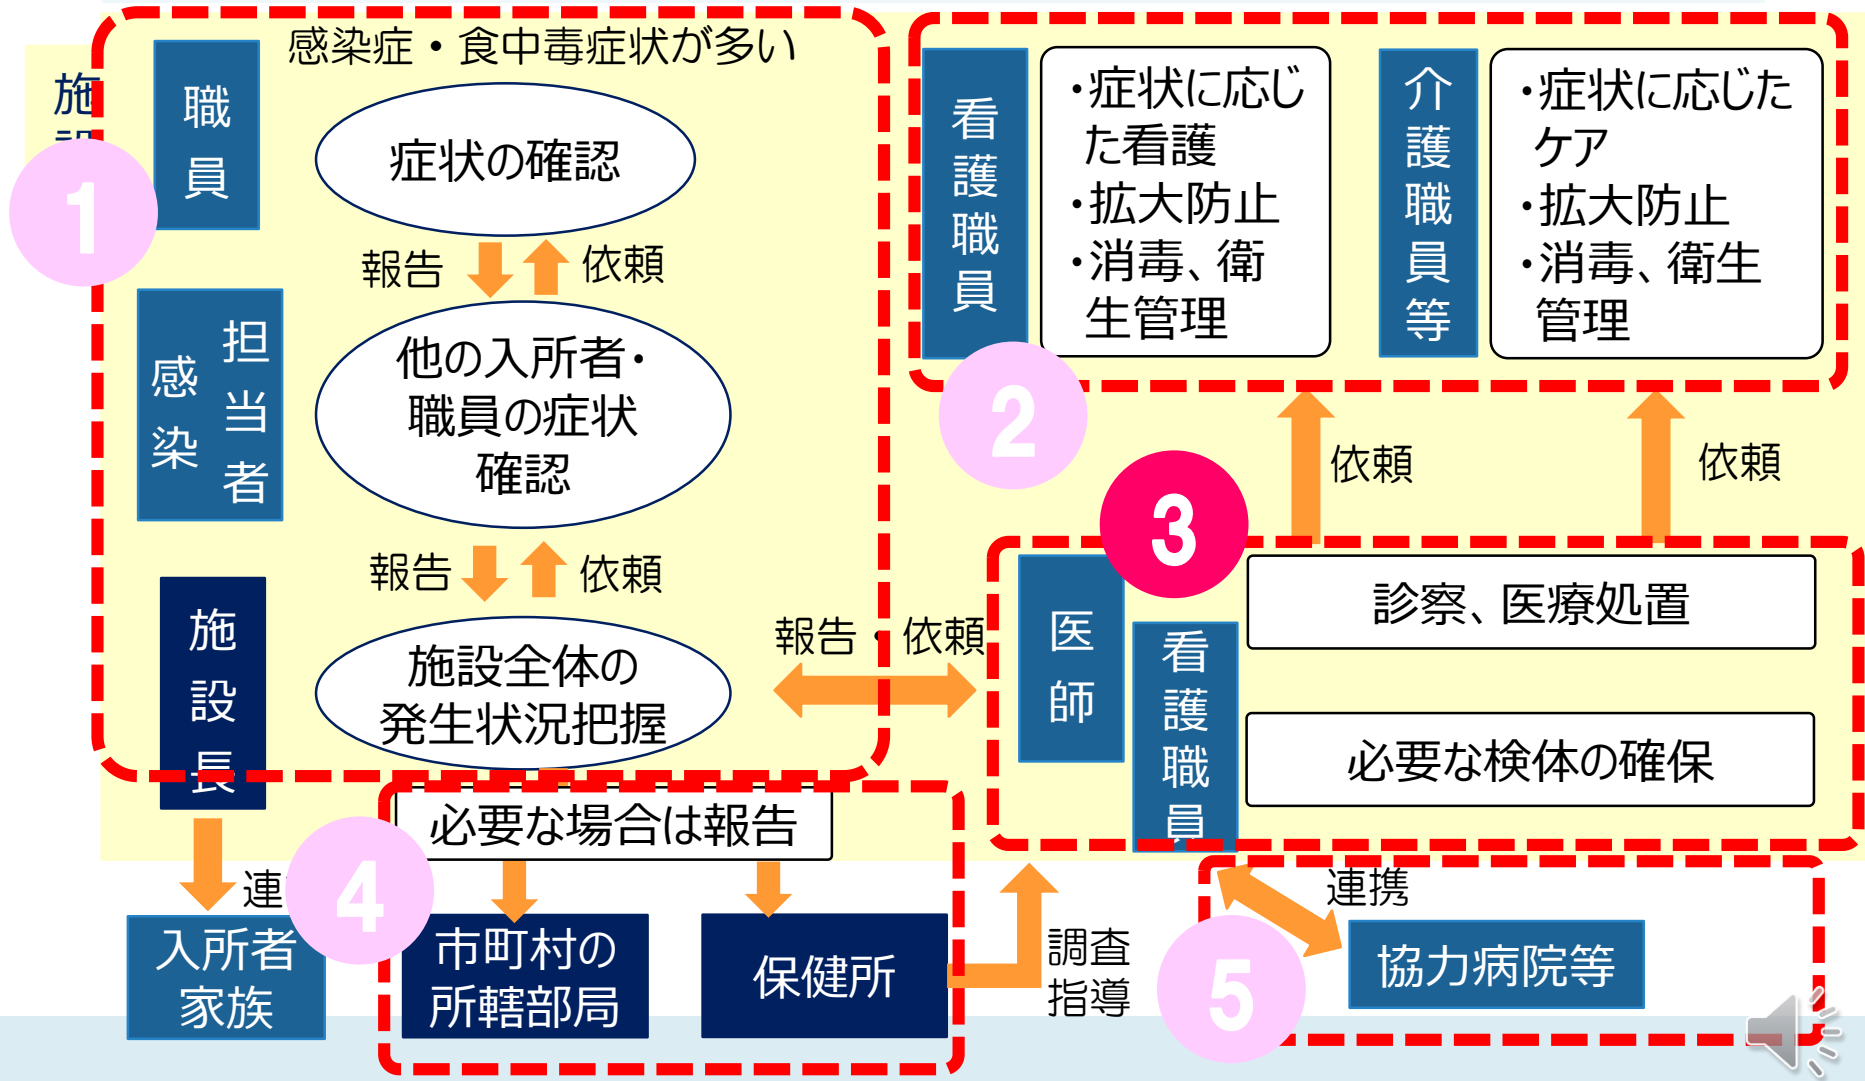 感染症・食中毒症状が多い
施
1
職員
症状の確認
報告
依頼
感染
担当者
他の入所者・
職員の症状
確認
報告
依頼
施設長
施設全体の
発生状況把握
報告・依頼
看護職員
・症状に応じ
た看護
・拡大防止
・消毒、衛
生管理
介護職員等
・症状に応じた
ケア
・拡大防止
・消毒、衛生
管理
2
依頼
依頼
3
医師
看護職員
診察、医療処置
必要な検体の確保
必要な場合は報告
4
連
入所者
家族
市町村の
所轄部局
保健所
調査
指導
5
連携
協力病院等